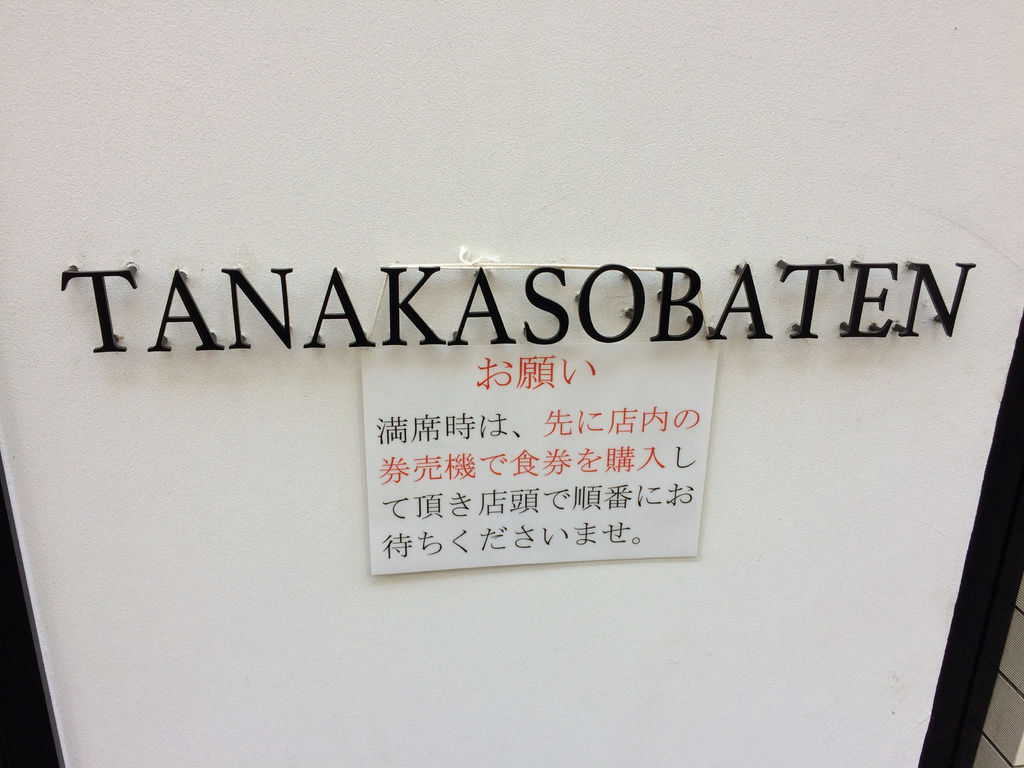 TANAKASOBATEN
お願い
満席時は、先に店内の
券売機で食券を購入し
て頂き店頭で順番にお
待ちくださいませ。